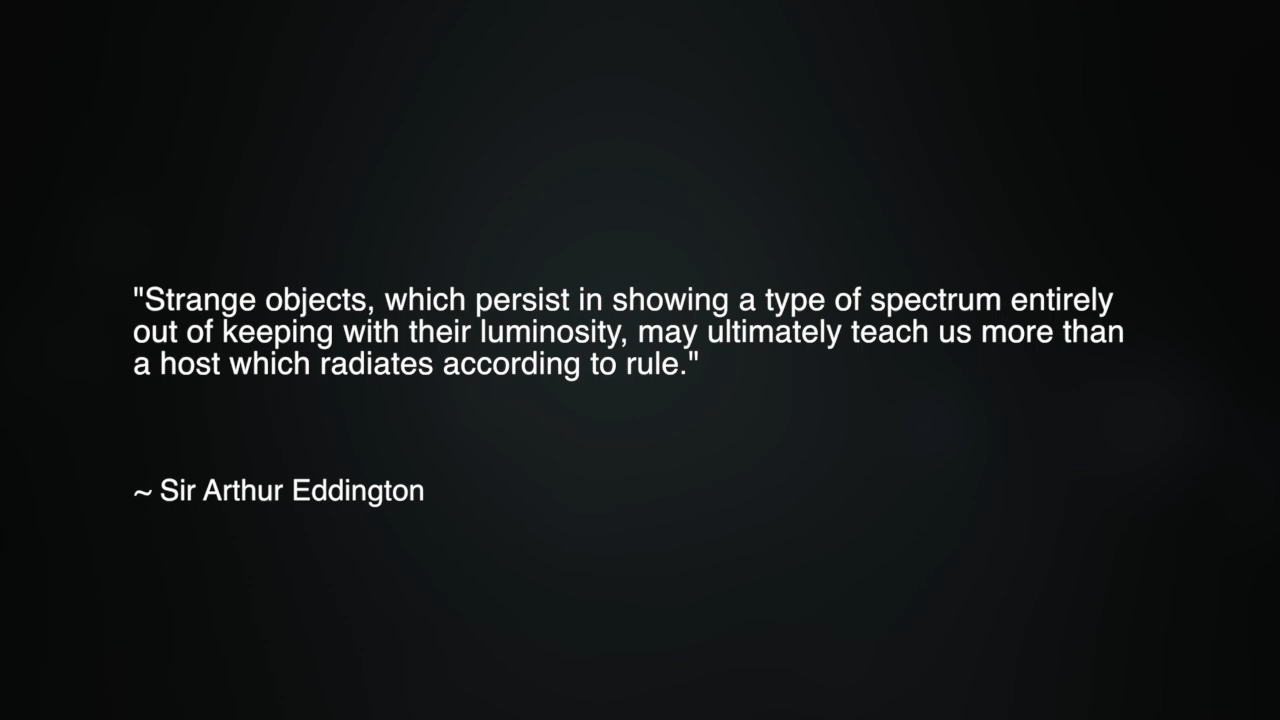 "Strange objects, which persist in showing a type of spectrum entirely
out of keeping with their luminosity, may ultimately teach us more than
a host which radiates according to rule."
~ Sir Arthur Eddington